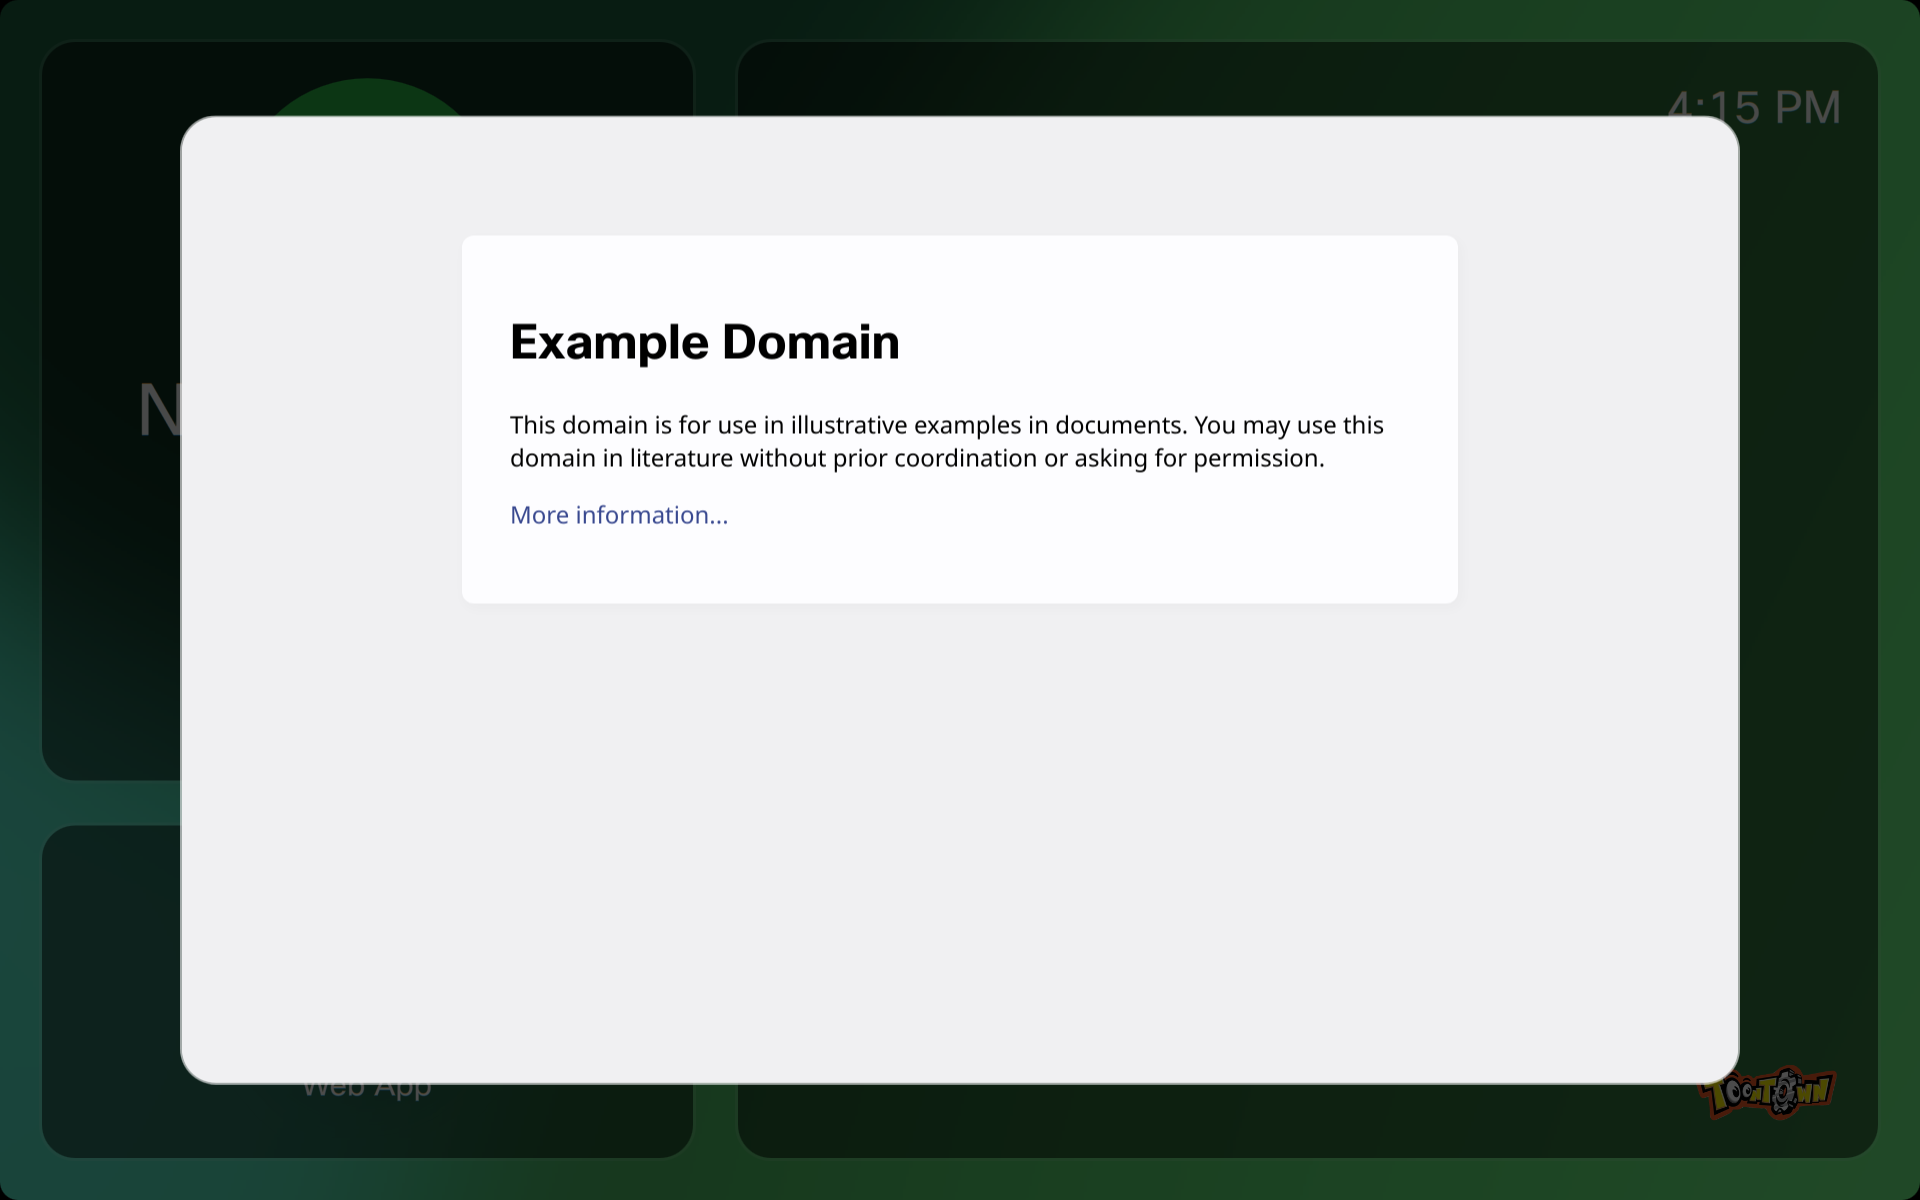 4:15 PM
Example Domain
This domain is for use in illustrative examples in documents. You may use this
domain in literature without prior coordination or asking for permission.
More information...
Web App
TOONTOWN